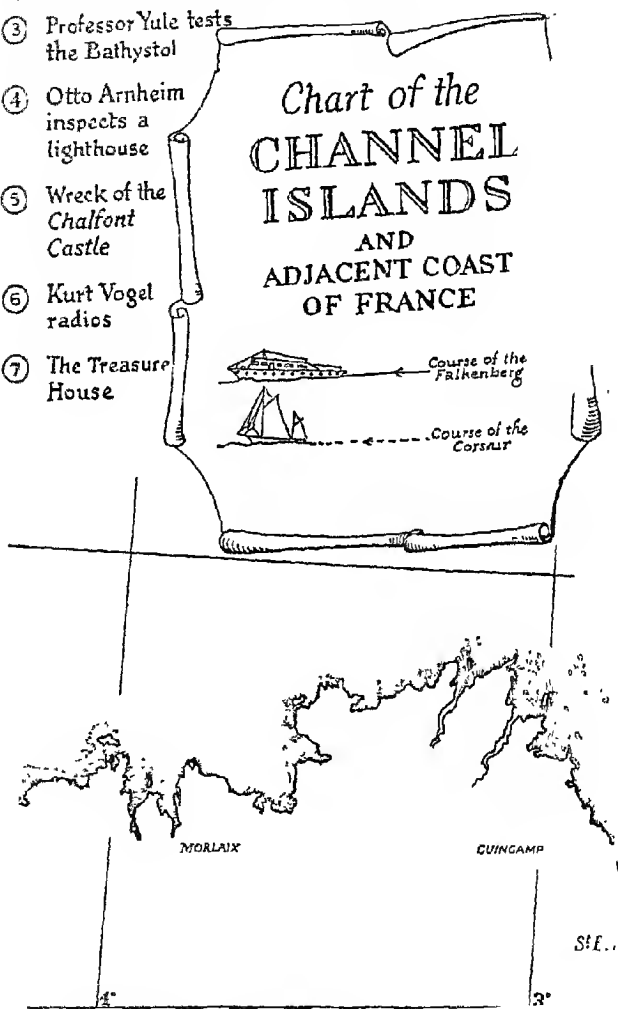 3 Professor Yule tests
the Bathystol
4 Otto Arnheim
inspects a
lighthouse
5 Wreck of the
Chalfont
Castle
6 Kurt Vogel
radios
7 The Treasure
House
Chart of the
CHANNEL
ISLANDS
AND
ADJACENT COAST
OF FRANCE
Course of the
Falkenberg
Course of the
Corsair
MORLAIX
GUINGAMP
4°
3°